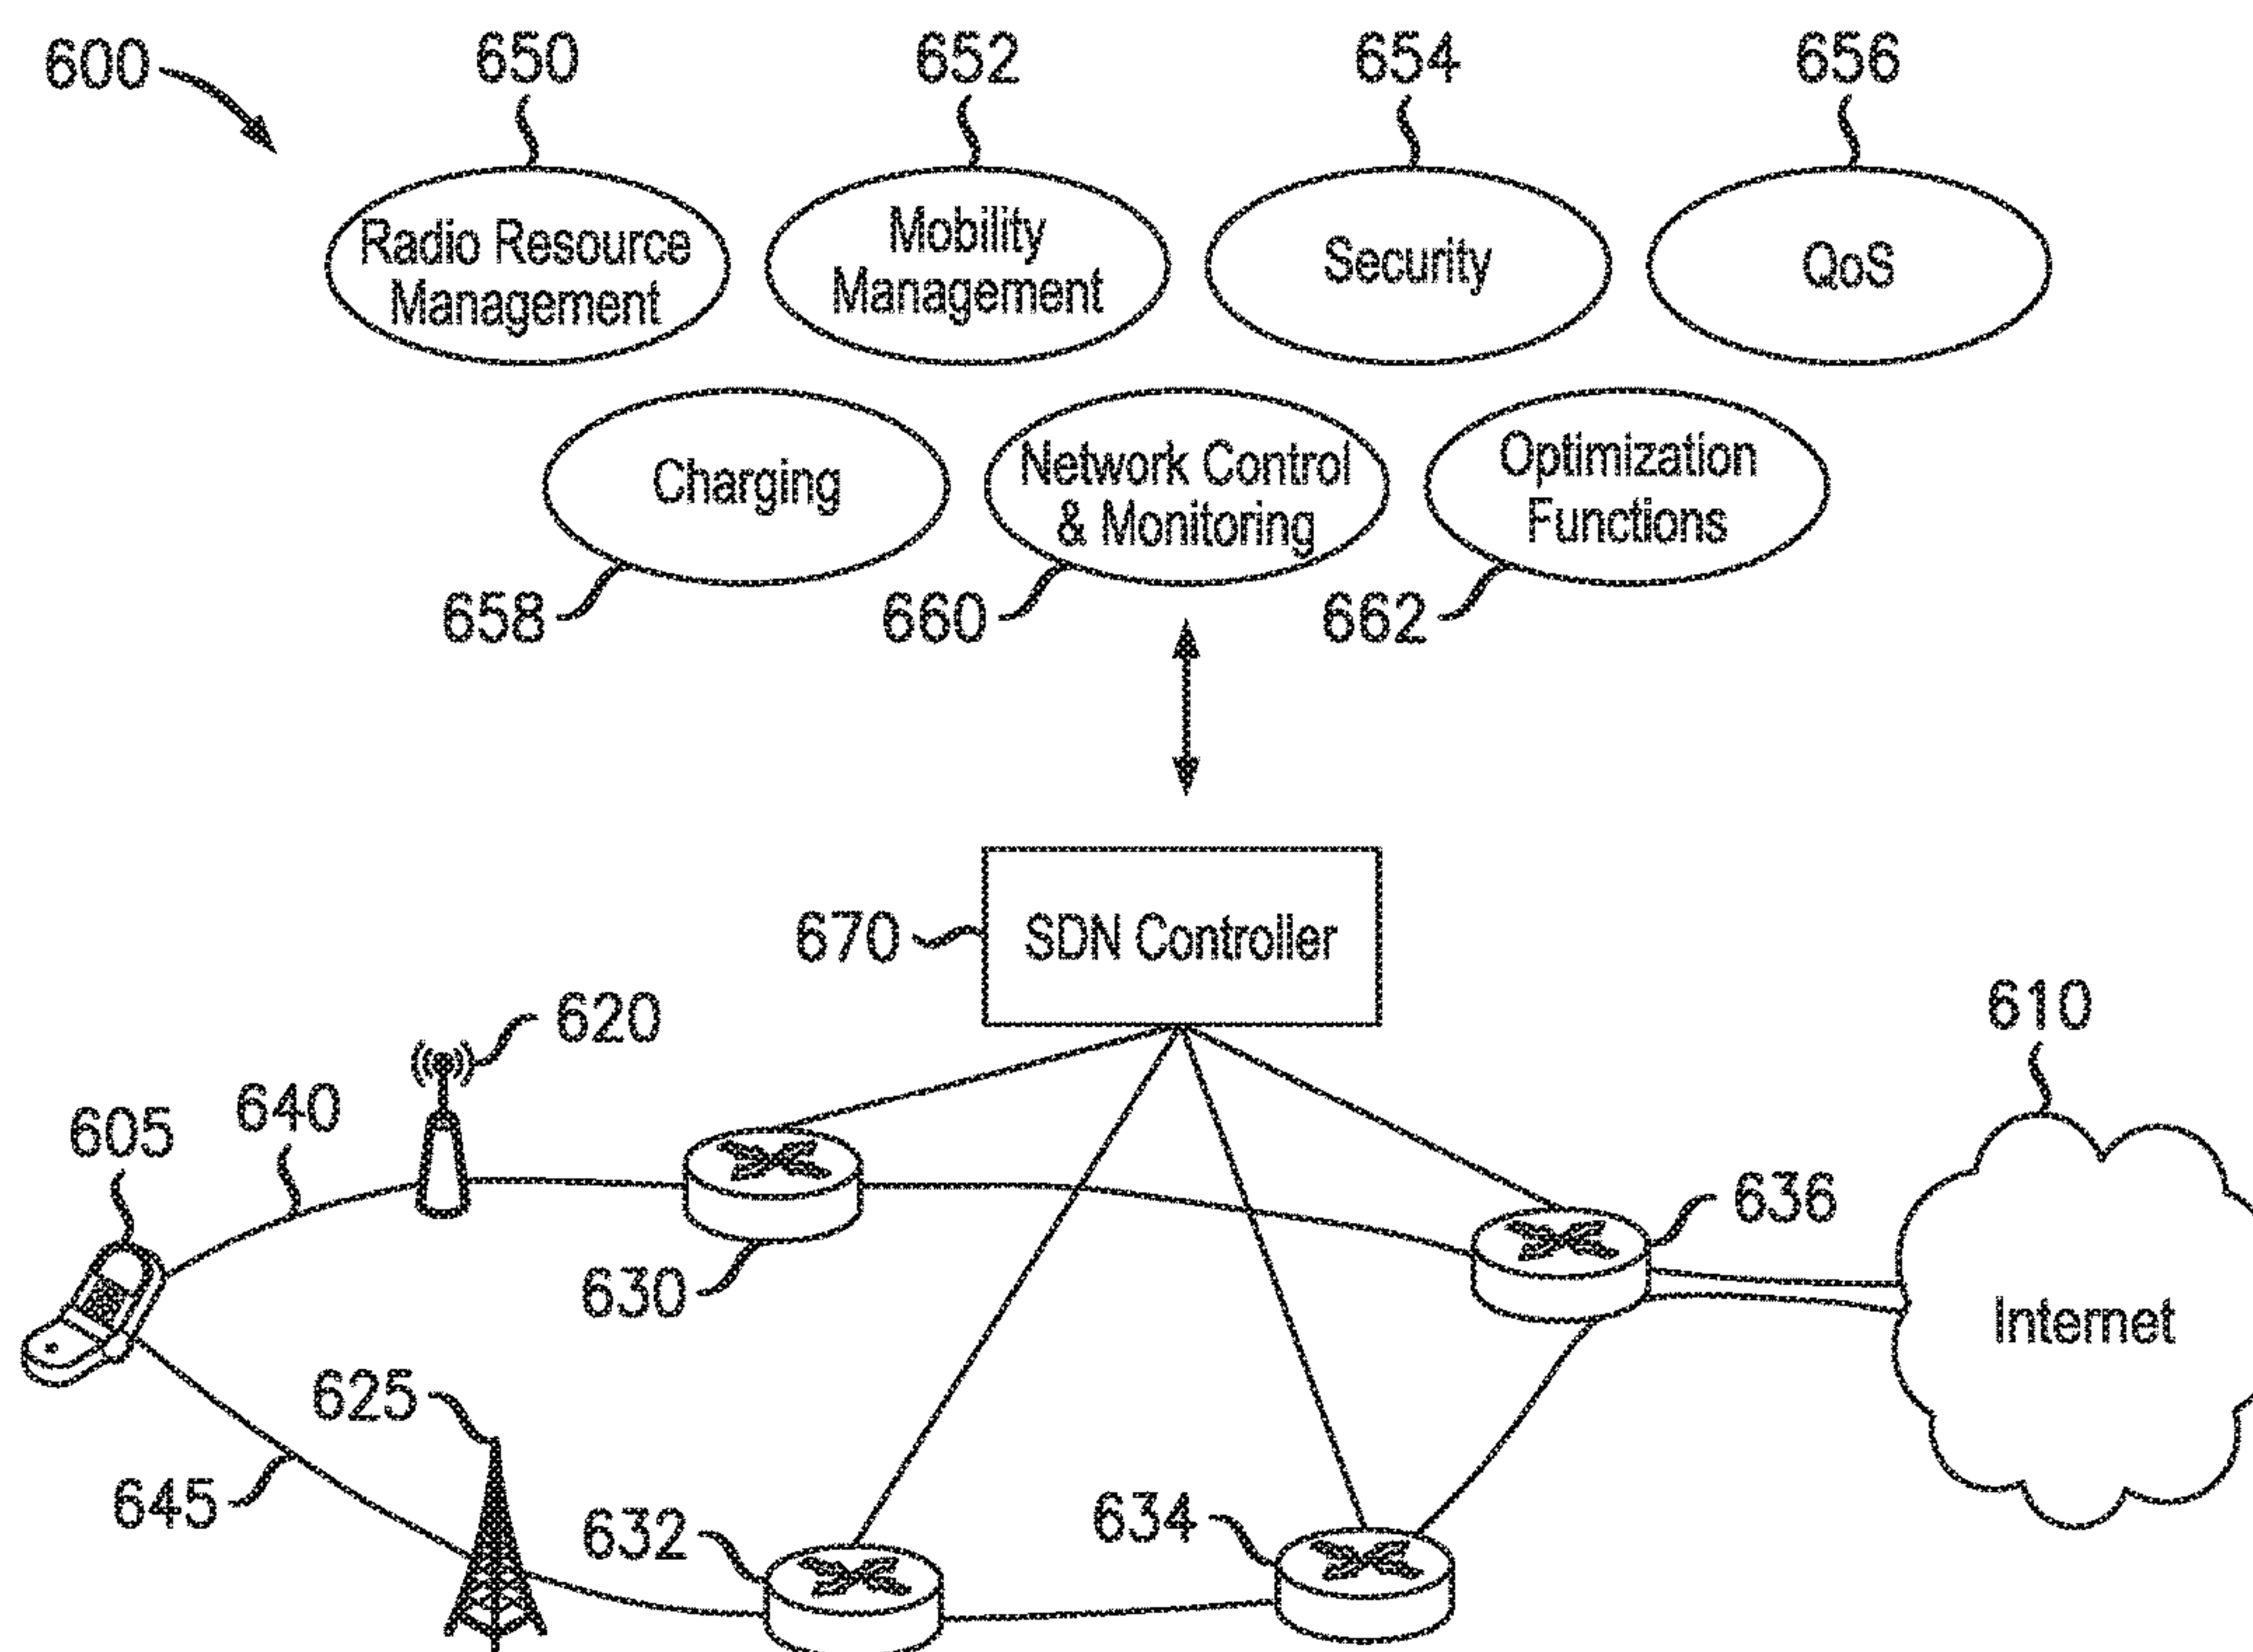 600
650
652
654
656
Radio Resource
Management
Mobility
Management
Security
QoS
Charging
Network Control
& Monitoring
Optimization
Functions
658
660
662
670
SDN Controller
620
610
640
605
636
630
Internet
625
645
632
634